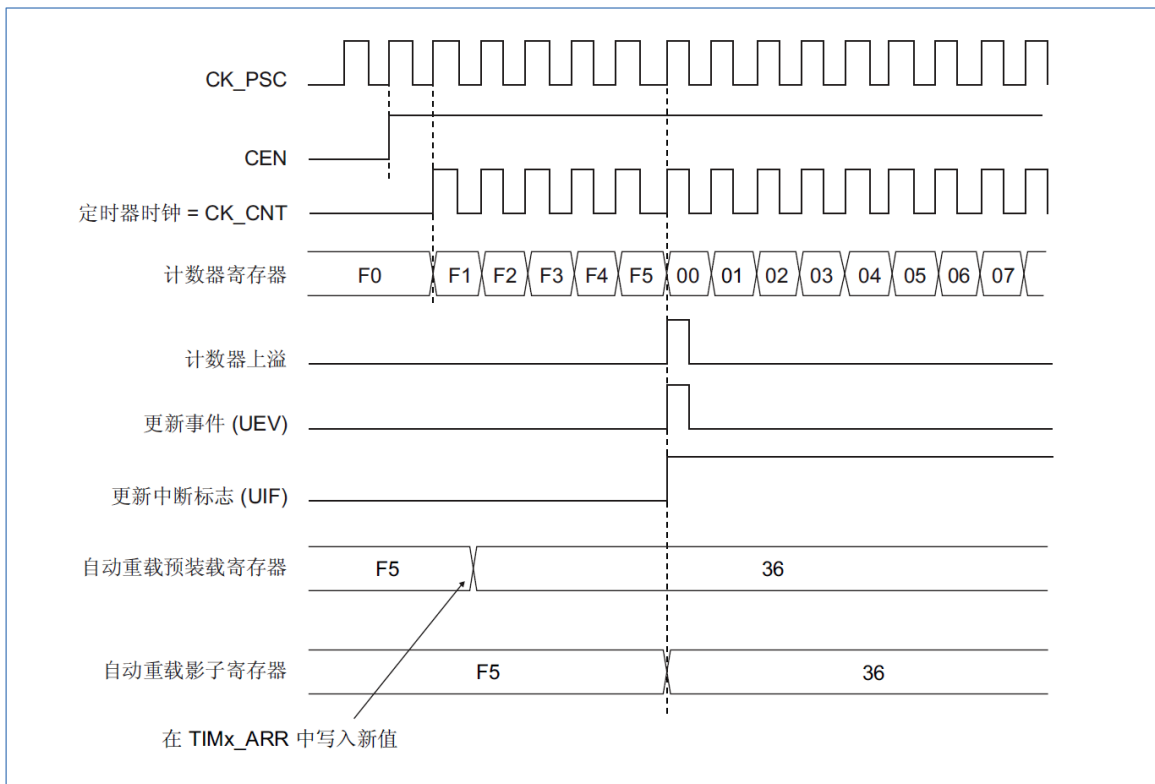 CK_PSC
CEN
定时器时钟 = CK_CNT
计数器寄存器 F0 F1 F2 F3 F4 F5 00 01 02 03 04 05 06 07
计数器上溢
更新事件 (UEV)
更新中断标志 (UIF)
自动重载预装载寄存器 F5 36
自动重载影子寄存器 F5 36
在 TIMx_ARR 中写入新值